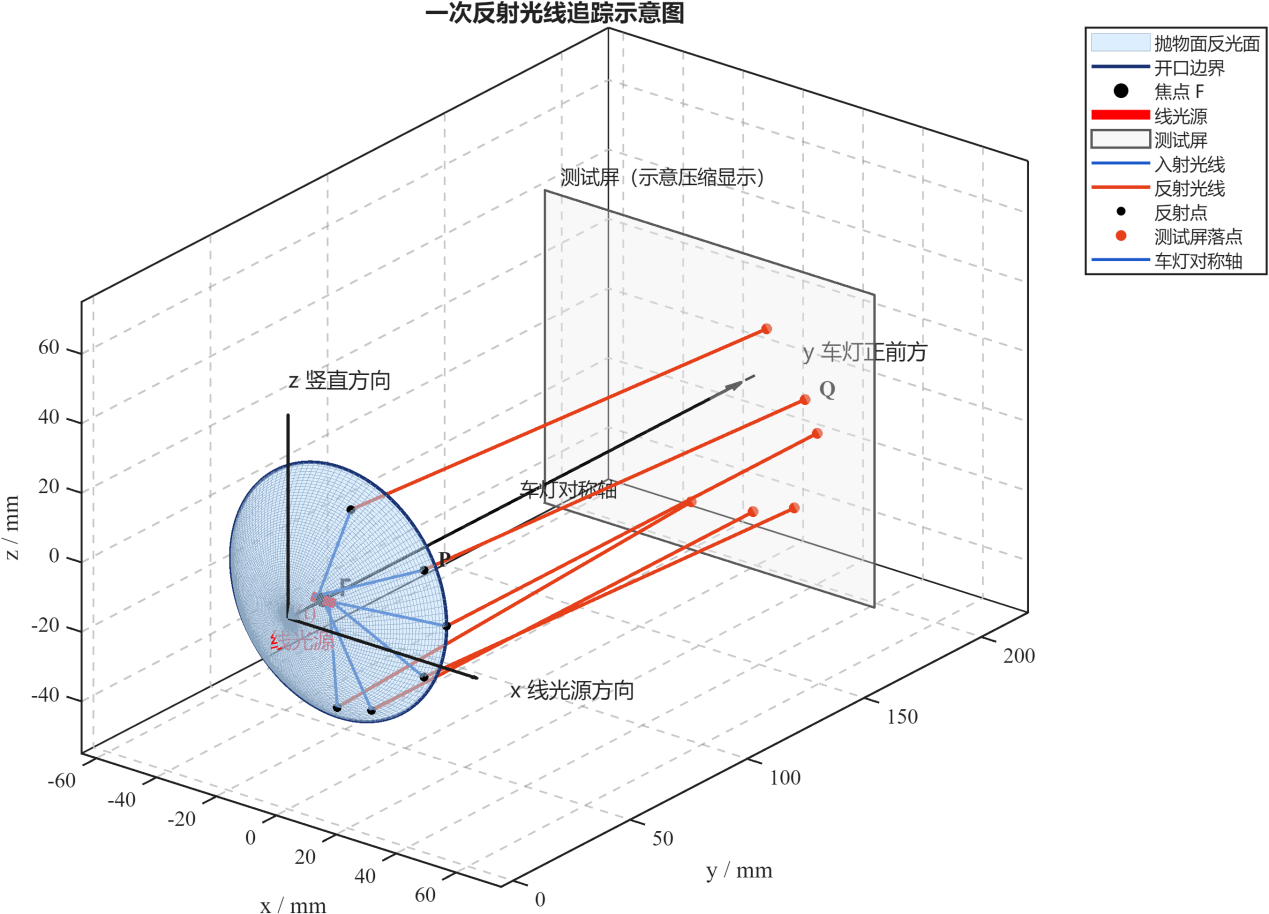 一次反射光线追踪示意图
抛物面反光面
开口边界
焦点 F
线光源
测试屏
入射光线
反射光线
反射点
测试屏落点
车灯对称轴
测试屏（示意压缩显示）
y 车灯正前方
Q
z 竖直方向
车灯对称轴
P
F
O
线光源
x 线光源方向
z / mm
60
40
20
0
-20
-40
-60
-40
-20
0
20
40
60
x / mm
0
50
100
150
200
y / mm